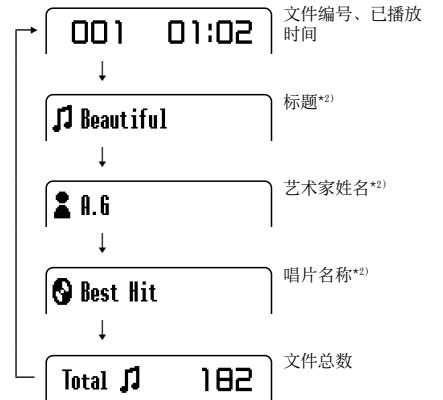 001 01:02
文件编号、已播放
时间
Beautiful
标题*2)
A.G
艺术家姓名*2)
Best Hit
唱片名称*2)
Total 182
文件总数